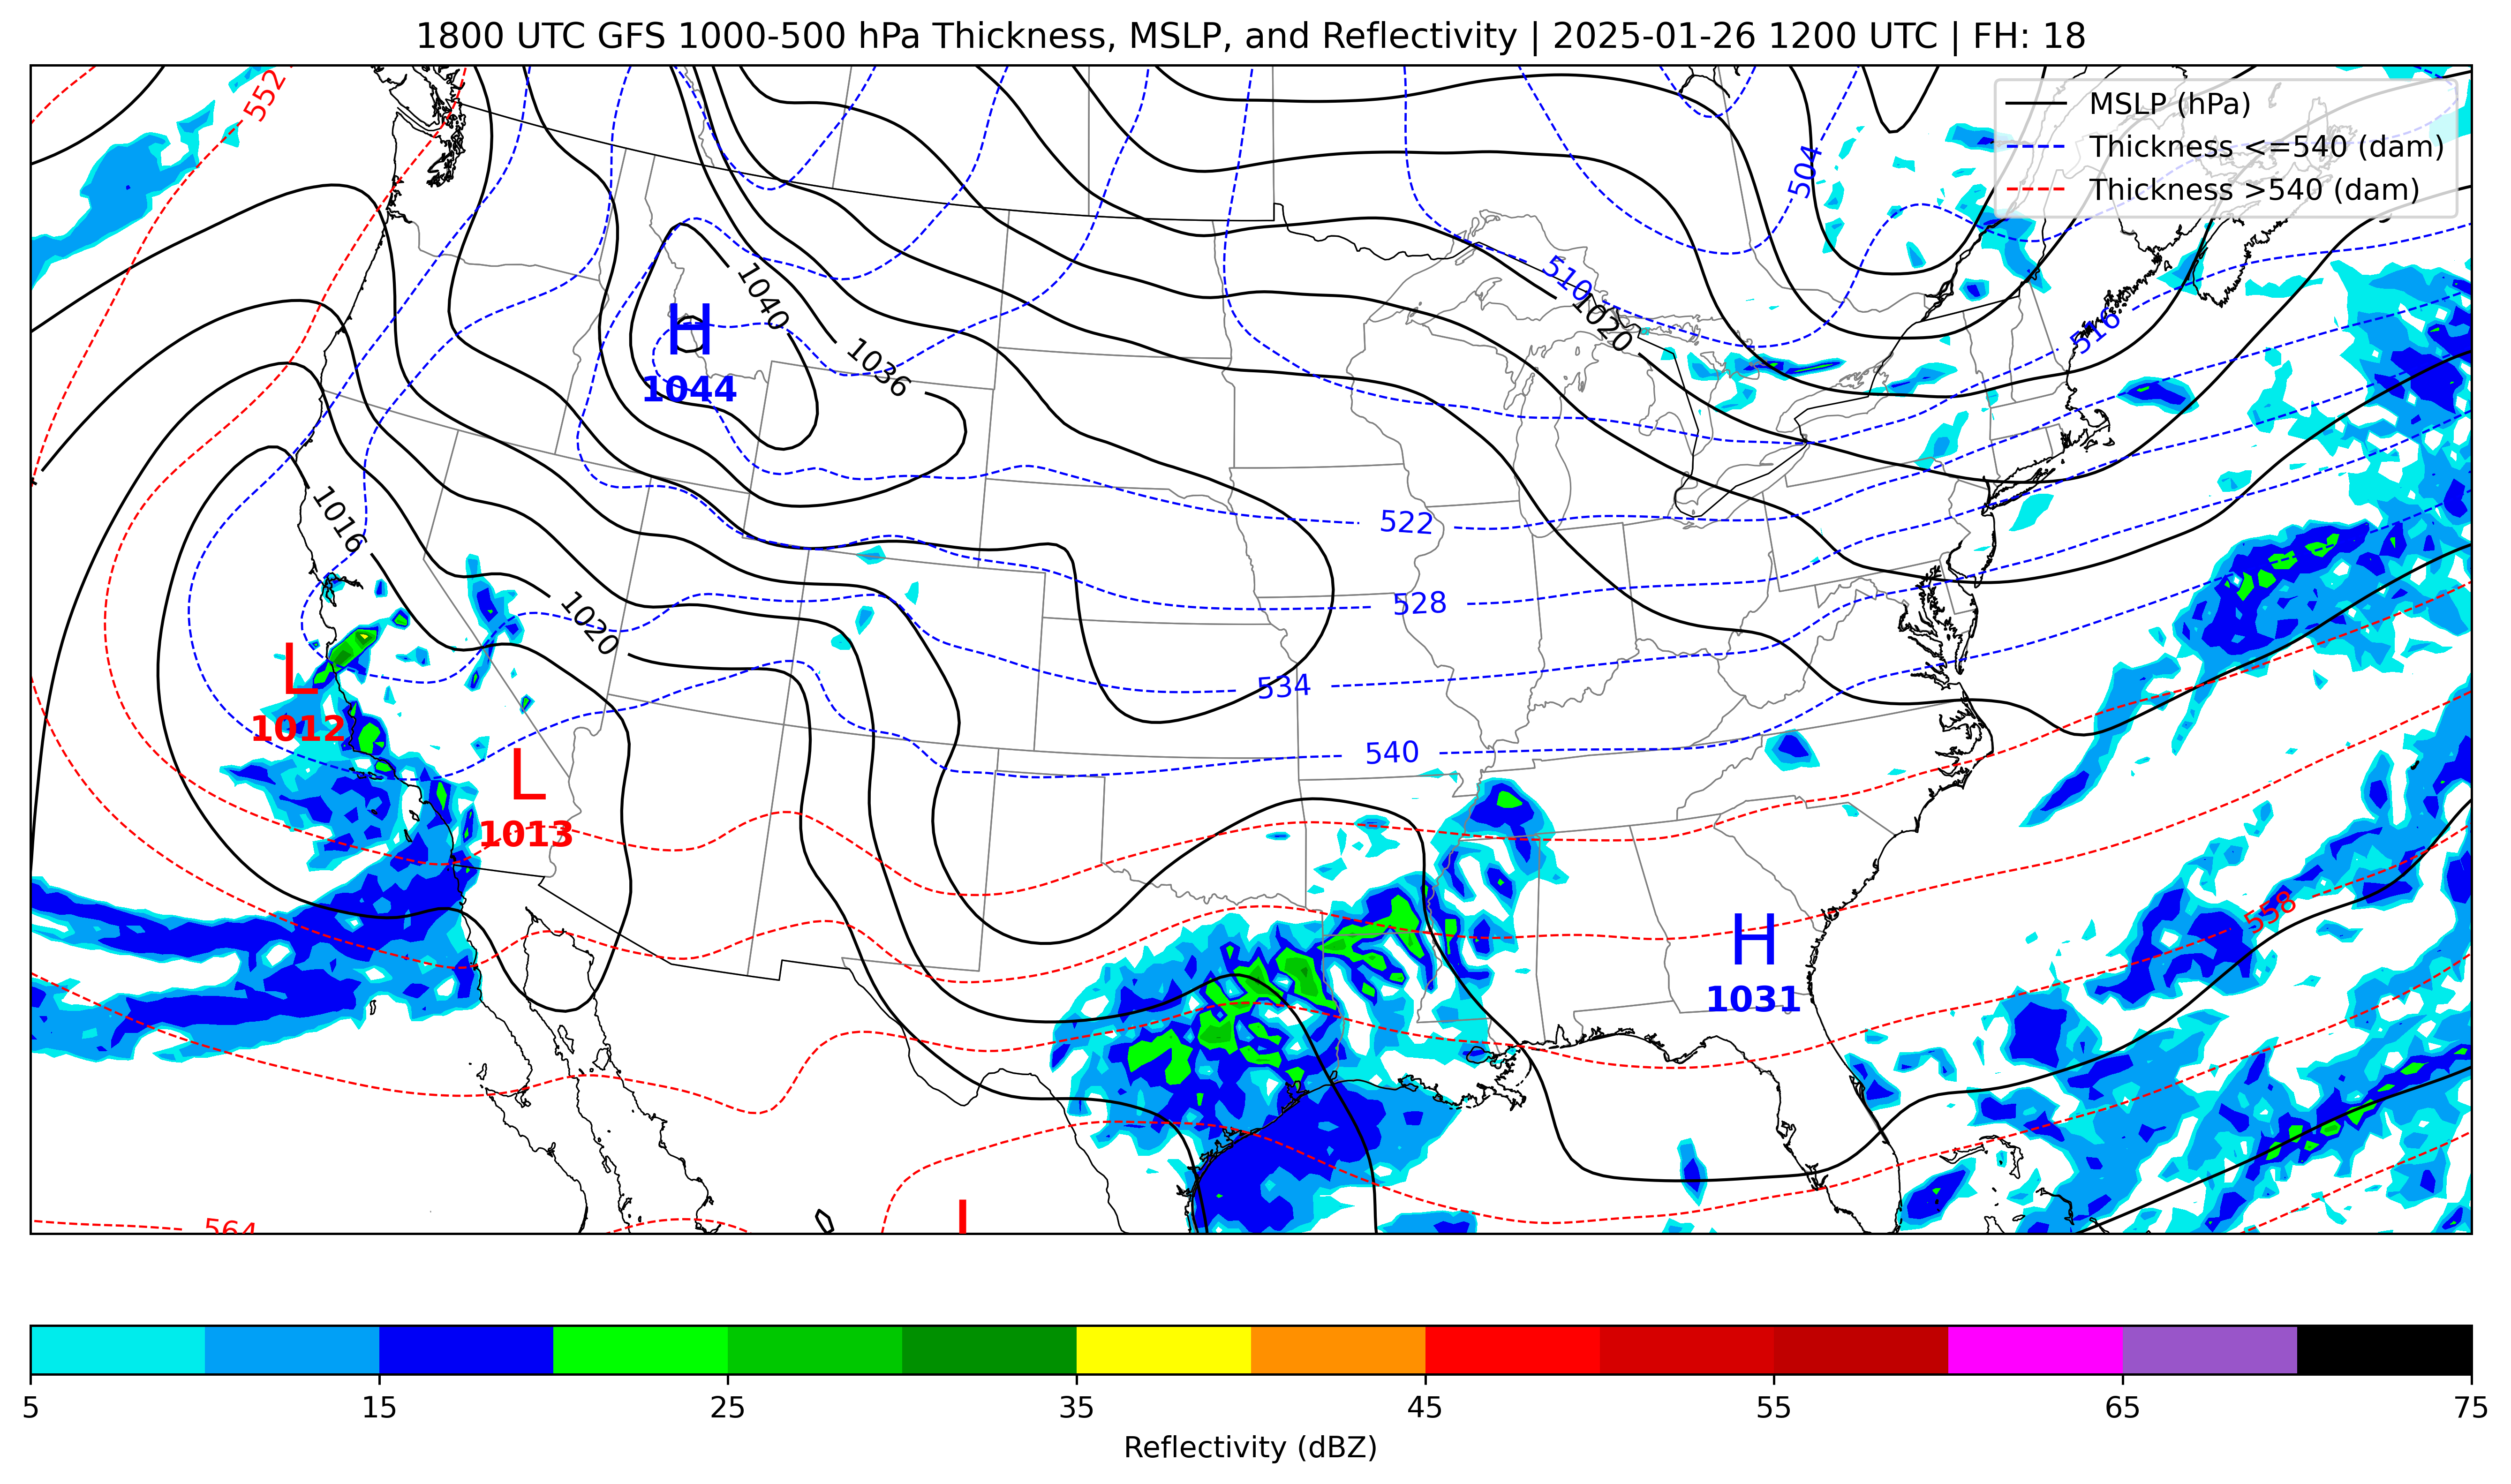 1800 UTC GFS 1000-500 hPa Thickness, MSLP, and Reflectivity | 2025-01-26 1200 UTC | FH: 18
MSLP (hPa)
Thickness <=540 (dam)
Thickness >540 (dam)
552
504
510
516
1040
1036
1020
H
1044
1016
1020
522
528
534
540
L
1012
L
1013
558
H
1031
564
L
5 15 25 35 45 55 65 75
Reflectivity (dBZ)